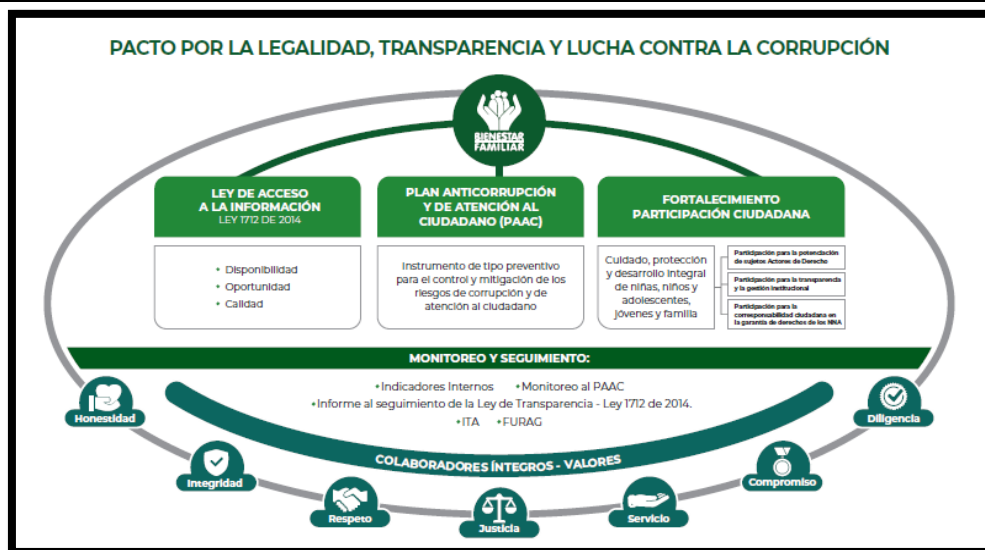 PACTO POR LA LEGALIDAD, TRANSPARENCIA Y LUCHA CONTRA LA CORRUPCIÓN
BIENESTAR
FAMILIAR
LEY DE ACCESO
A LA INFORMACIÓN
LEY 1712 DE 2014
• Disponibilidad
• Oportunidad
• Calidad
PLAN ANTICORRUPCIÓN
Y DE ATENCIÓN AL
CIUDADANO (PAAC)
Instrumento de tipo preventivo
para el control y mitigación de los
riesgos de corrupción y de
atención al ciudadano
FORTALECIMIENTO
PARTICIPACIÓN CIUDADANA
Cuidado, protección
y desarrollo integral
de niñas, niños y
adolescentes,
jóvenes y familia
Participación para la potenciación
de sujetos Actores de Derecho
Participación para la transparencia
y la gestión institucional
Participación para la
corresponsabilidad ciudadana en
la garantía de derechos de los NNA
MONITOREO Y SEGUIMIENTO:
•Indicadores Internos •Monitoreo al PAAC
•Informe al seguimiento de la Ley de Transparencia - Ley 1712 de 2014.
•ITA •FURAG
COLABORADORES ÍNTEGROS - VALORES
Honestidad
Integridad
Respeto
Justicia
Servicio
Compromiso
Diligencia